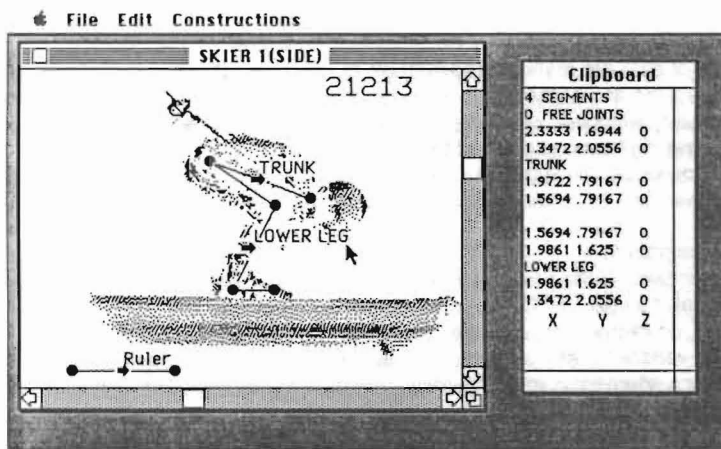 File Edit Constructions
SKIER 1(SIDE)
21213
TRUNK
LOWER LEG
Ruler
Clipboard
4 SEGMENTS
0 FREE JOINTS
2.3333 1.6944 0
1.3472 2.0556 0
TRUNK
1.9722 .79167 0
1.5694 .79167 0
1.5694 .79167 0
1.9861 1.625 0
LOWER LEG
1.9861 1.625 0
1.3472 2.0556 0
X Y Z